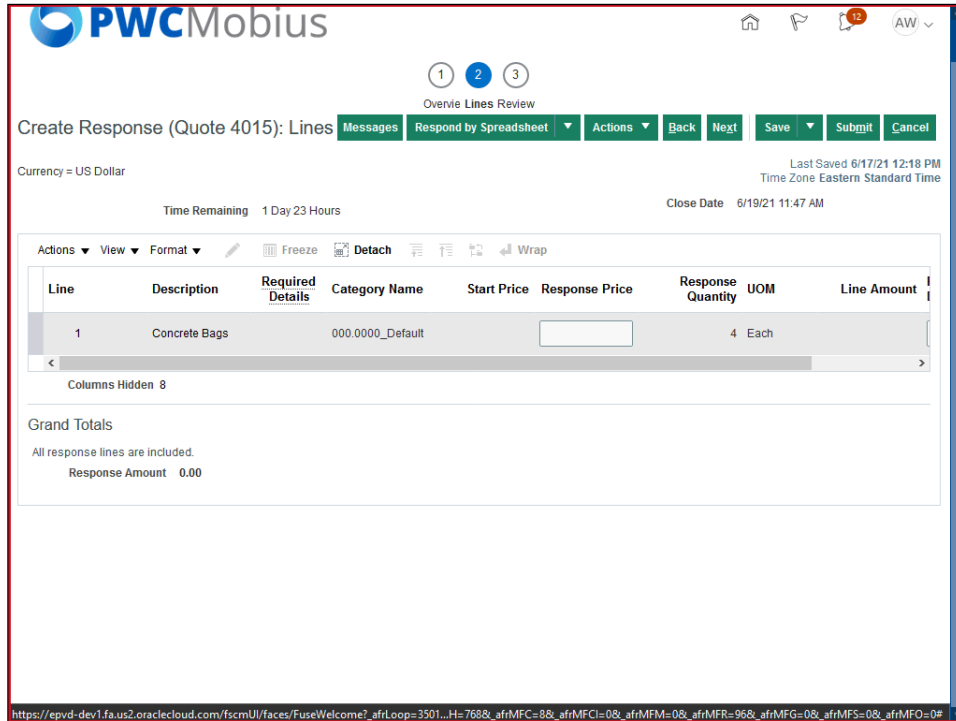 PWCMobius
12
AW
1 2 3
Overvie Lines Review
Create Response (Quote 4015): Lines Messages Respond by Spreadsheet Actions Back Next Save Submit Cancel
Currency = US Dollar
Last Saved 6/17/21 12:18 PM
Time Zone Eastern Standard Time
Time Remaining 1 Day 23 Hours
Close Date 6/19/21 11:47 AM
Actions View Format Freeze Detach Wrap
Line Description Required Details Category Name Start Price Response Price Response Quantity UOM Line Amount
1 Concrete Bags 000.0000_Default 4 Each
Columns Hidden 8
Grand Totals
All response lines are included.
Response Amount 0.00
https://epvd-dev1.fa.us2.oraclecloud.com/fscmUI/faces/FuseWelcome?_afrLoop=3501...H=768&_afrMFC=8&_afrMFCI=0&_afrMFM=0&_afrMFR=96&_afrMFG=0&_afrMFS=0&_afrMFO=0#